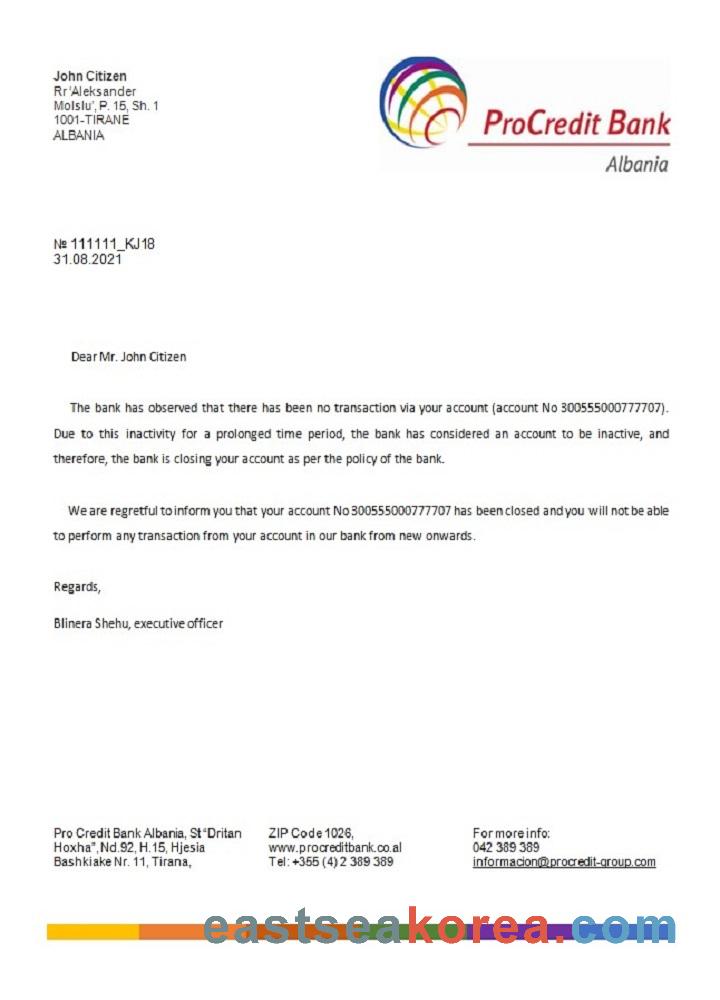 John Citizen
Rr 'Aleksander
Moisiu', P. 15, Sh. 1
1001-TIRANË
ALBANIA
ProCredit Bank
Albania
№ 111111_KJ18
31.08.2021
Dear Mr. John Citizen
The bank has observed that there has been no transaction via your account (account No 300555000777707).
Due to this inactivity for a prolonged time period, the bank has considered an account to be inactive, and
therefore, the bank is closing your account as per the policy of the bank.
We are regretful to inform you that your account No 300555000777707 has been closed and you will not be able
to perform any transaction from your account in our bank from new onwards.
Regards,
Blinera Shehu, executive officer
Pro Credit Bank Albania, St "Dritan
Hoxha", Nd.92, H.15, Hjesia
Bashkiake Nr. 11, Tirana,
ZIP Code 1026,
www.procreditbank.co.al
Tel: +355 (4) 2 389 389
For more info:
042 389 389
informacion@procredit-group.com
eastseakorea.com